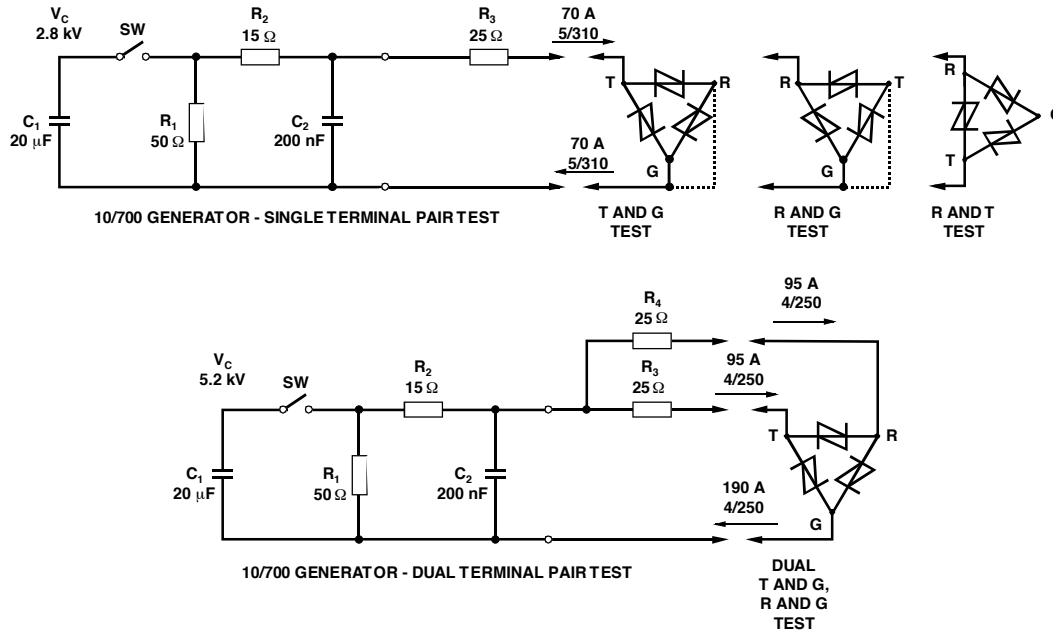 V_C
2.8 kV
SW
R₂
15 Ω
R₃
25 Ω
70 A
5/310
C₁
20 µF
R₁
50 Ω
C₂
200 nF
70 A
5/310
T
R
G
R
T
G
R
T
10/700 GENERATOR - SINGLE TERMINAL PAIR TEST
T AND G
TEST
R AND G
TEST
R AND T
TEST
95 A
4/250
R₄
25 Ω
V_C
5.2 kV
SW
R₂
15 Ω
R₃
25 Ω
95 A
4/250
C₁
20 µF
R₁
50 Ω
C₂
200 nF
T
R
G
190 A
4/250
10/700 GENERATOR - DUAL TERMINAL PAIR TEST
DUAL
T AND G,
R AND G
TEST